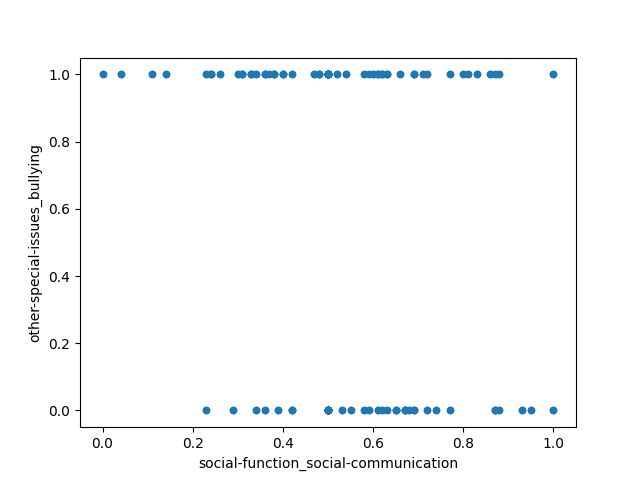 1.0
0.8
0.6
0.4
0.2
0.0
other-special-issues_bullying
0.0 0.2 0.4 0.6 0.8 1.0
social-function_social-communication